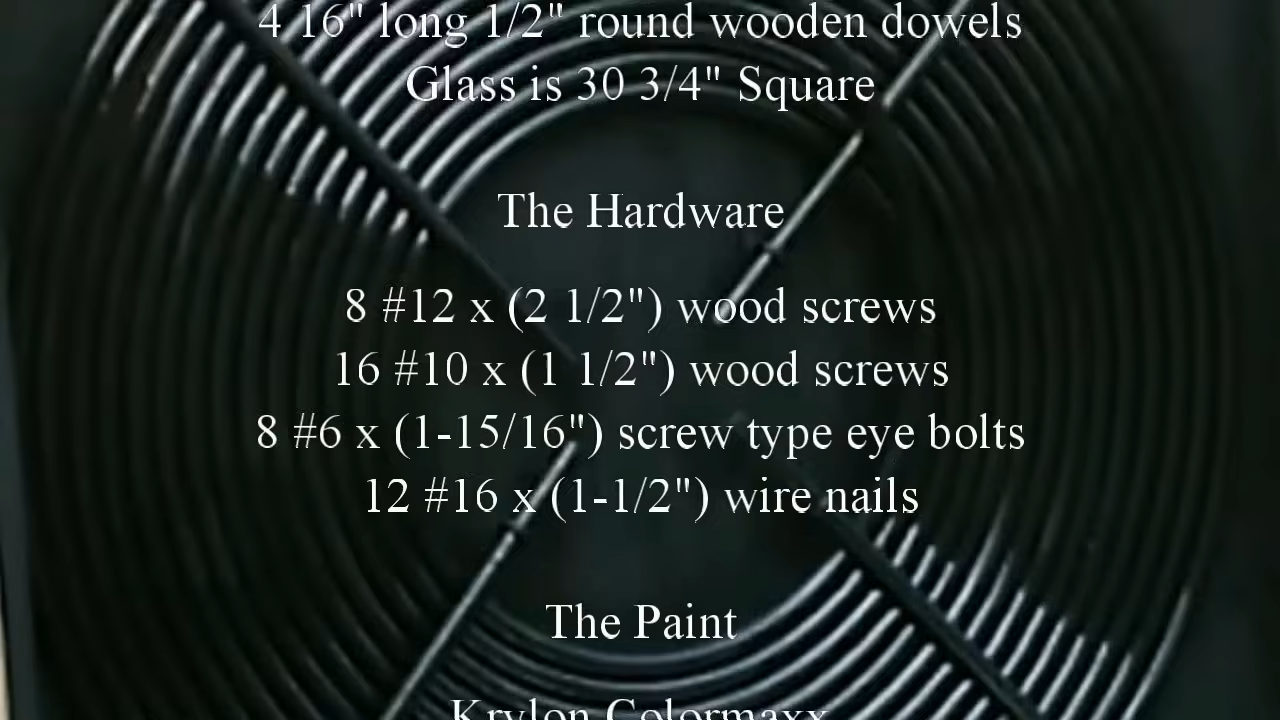 4 16" long 1/2" round wooden dowels
Glass is 30 3/4" Square
The Hardware
8 #12 x (2 1/2") wood screws
16 #10 x (1 1/2") wood screws
8 #6 x (1-15/16") screw type eye bolts
12 #16 x (1-1/2") wire nails
The Paint
Krylon Colormaxx